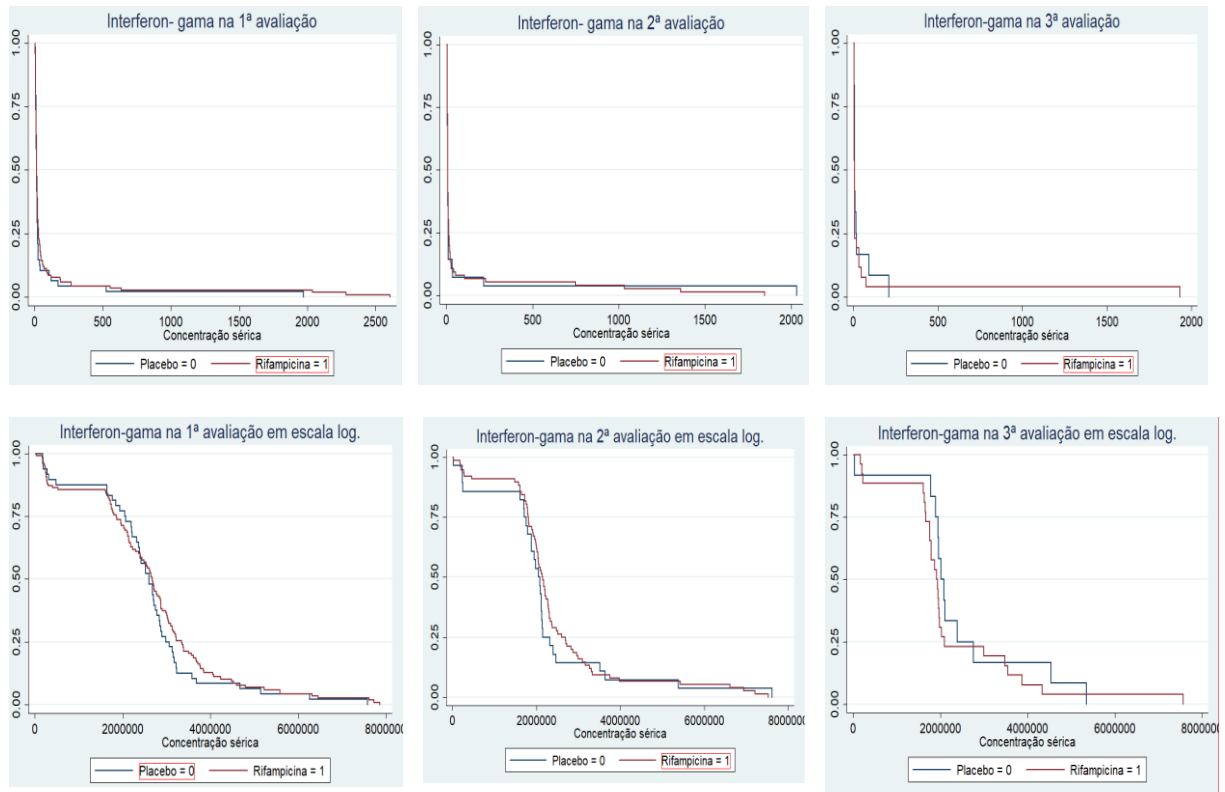 Interferon- gama na 1ª avaliação
1.00
0.75
0.50
0.25
0.00
0 500 1000 1500 2000 2500
Concentração sérica
Placebo = 0 Rifampicina = 1
Interferon- gama na 2ª avaliação
1.00
0.75
0.50
0.25
0.00
0 500 1000 1500 2000
Concentração sérica
Placebo = 0 Rifampicina = 1
Interferon-gama na 3ª avaliação
1.00
0.75
0.50
0.25
0.00
0 500 1000 1500 2000
Concentração sérica
Placebo = 0 Rifampicina = 1
Interferon-gama na 1ª avaliação em escala log.
1.00
0.75
0.50
0.25
0.00
0 2000000 4000000 6000000 8000000
Concentração sérica
Placebo = 0 Rifampicina = 1
Interferon-gama na 2ª avaliação em escala log.
1.00
0.75
0.50
0.25
0.00
0 2000000 4000000 6000000 8000000
Concentração sérica
Placebo = 0 Rifampicina = 1
Interferon-gama na 3ª avaliação em escala log.
1.00
0.75
0.50
0.25
0.00
0 2000000 4000000 6000000 8000000
Concentração sérica
Placebo = 0 Rifampicina = 1